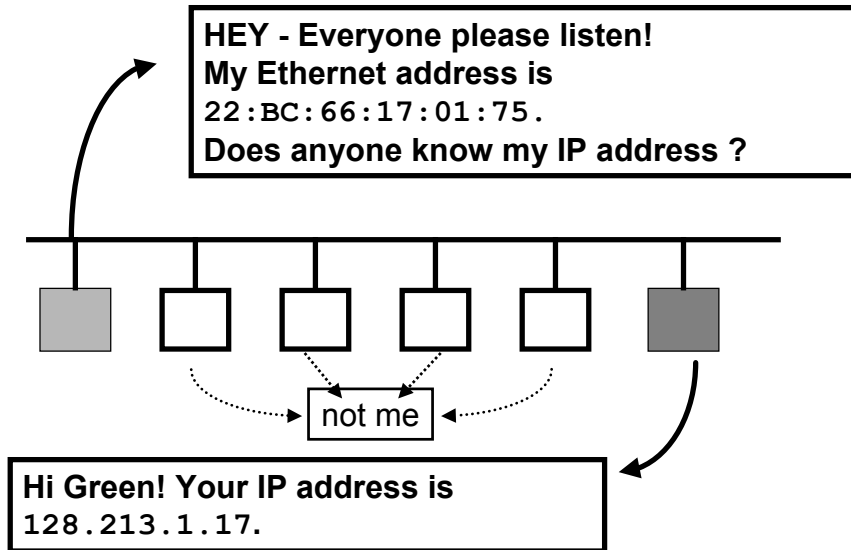 HEY - Everyone please listen!
My Ethernet address is
22:BC:66:17:01:75.
Does anyone know my IP address ?
not me
Hi Green! Your IP address is
128.213.1.17.